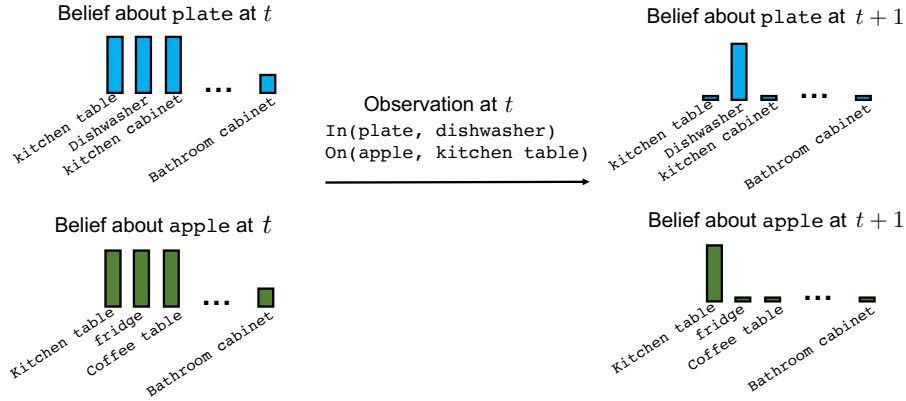 Belief about plate at t
kitchen table
Dishwasher
kitchen cabinet
...
Bathroom cabinet
Observation at t
In(plate, dishwasher)
On(apple, kitchen table)
Belief about plate at t + 1
kitchen table
Dishwasher
kitchen cabinet
...
Bathroom cabinet
Belief about apple at t
Kitchen table
fridge
Coffee table
...
Bathroom cabinet
Belief about apple at t + 1
Kitchen table
fridge
Coffee table
...
Bathroom cabinet